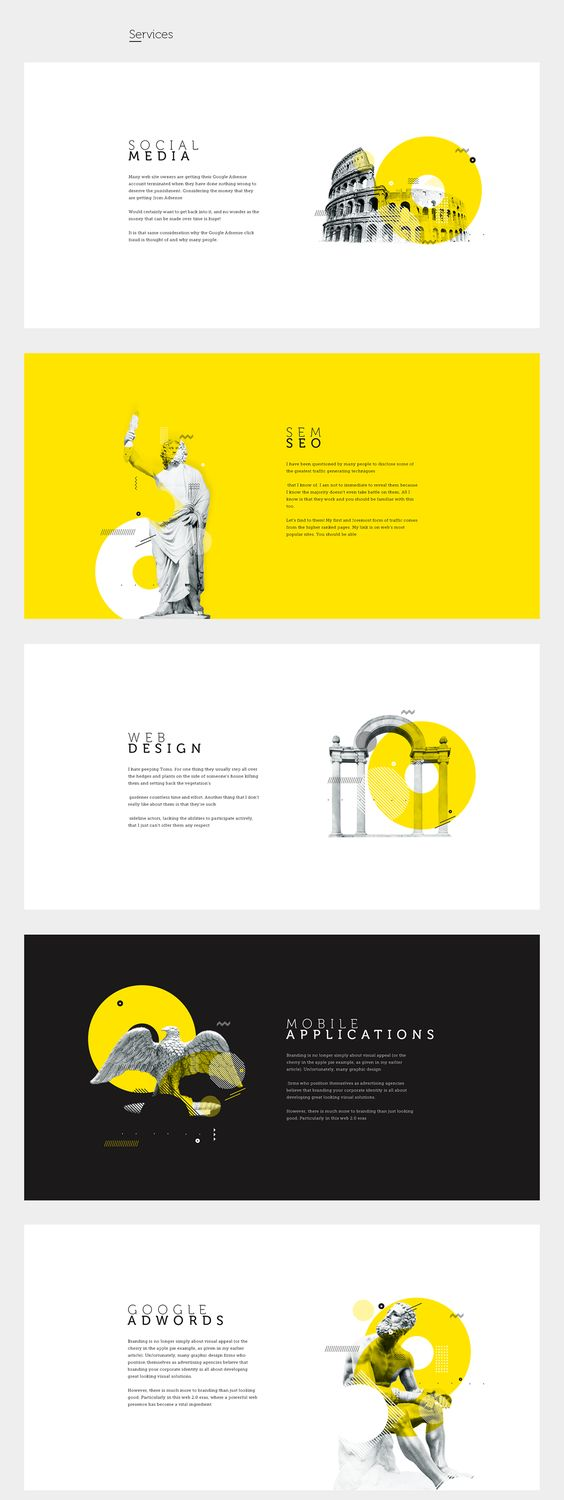 Services
SOCIAL
MEDIA
Many web site owners are getting their Google Adsense
account terminated when they have done nothing wrong to
deserve the punishment. Considering the money that they
are getting from Adsense
Would certainly want to get back into it, and no wonder as the
money that can be made over time is huge!
It is that same consideration why the Google Adsense click
fraud is thought of and why many people.
SEM
SEO
I have been questioned by many people to disclose some of
the greatest traffic generating techniques
that I know of. I am not to immediate to reveal them because
I know the majority doesn't even take battle on them. All I
know is that they work and you should be familiar with this
too.
Let's find to them! My first and foremost form of traffic comes
from the higher ranked pages. My link is on web's most
popular sites. You should be able
WEB
DESIGN
I hate peeping Toms. For one thing they usually step all over
the hedges and plants on the side of someone's house killing
them and setting back the vegetation's
gardener countless time and effort. Another thing that I don't
really like about them is that they're such
sideline actors, lacking the abilities to participate actively,
that I just can't offer them any respect
MOBILE
APPLICATIONS
Branding is no longer simply about visual appeal (or the
cherry in the apple pie example, as given in my earlier
article). Unfortunately, many graphic design
firms who position themselves as advertising agencies
believe that branding your corporate identity is all about
developing great looking visual solutions.
However, there is much more to branding than just looking
good. Particularly in this web 2.0 eras
GOOGLE
ADWORDS
Branding is no longer simply about visual appeal (or the
cherry in the apple pie example, as given in my earlier
article). Unfortunately, many graphic design firms who
position themselves as advertising agencies believe that
branding your corporate identity is all about developing
great looking visual solutions.
However, there is much more to branding than just looking
good. Particularly in this web 2.0 eras, where a powerful web
presence has become a vital ingredient